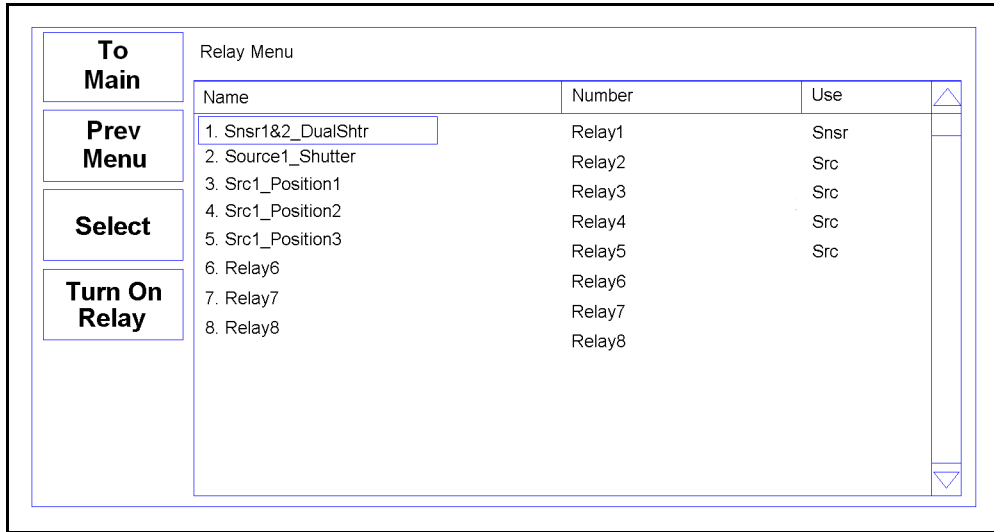 To
Main
Prev
Menu
Select
Turn On
Relay
Relay Menu
Name Number Use
1. Snsr1&2_DualShtr Relay1 Snsr
2. Source1_Shutter Relay2 Src
3. Src1_Position1 Relay3 Src
4. Src1_Position2 Relay4 Src
5. Src1_Position3 Relay5 Src
6. Relay6 Relay6
7. Relay7 Relay7
8. Relay8 Relay8